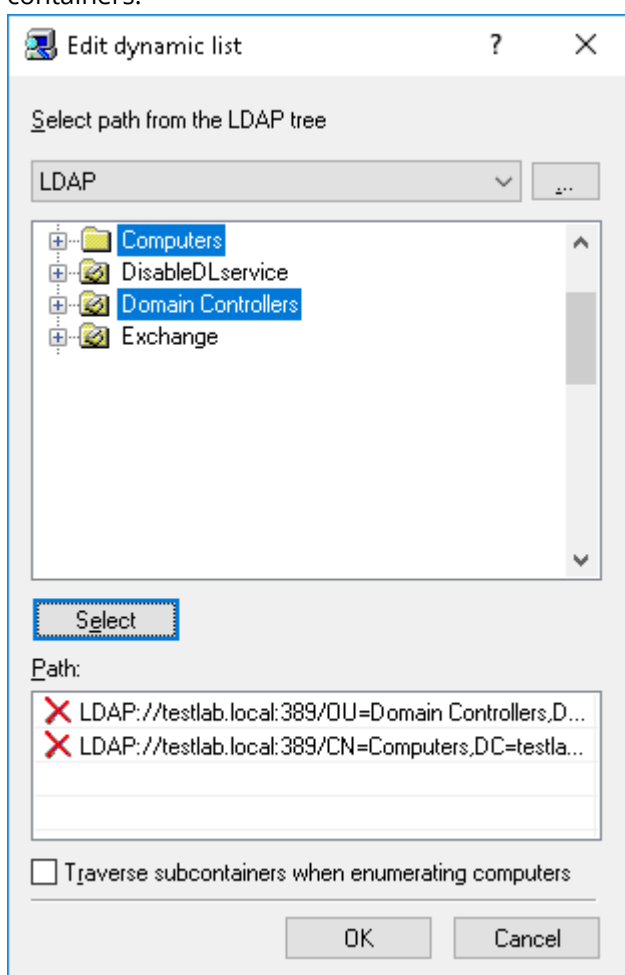 containers.
Edit dynamic list ? ×
Select path from the LDAP tree
LDAP ...
Computers
DisableDLservice
Domain Controllers
Exchange
Select
Path:
LDAP://testlab.local:389/OU=Domain Controllers,D...
LDAP://testlab.local:389/CN=Computers,DC=testla...
Traverse subcontainers when enumerating computers
OK Cancel